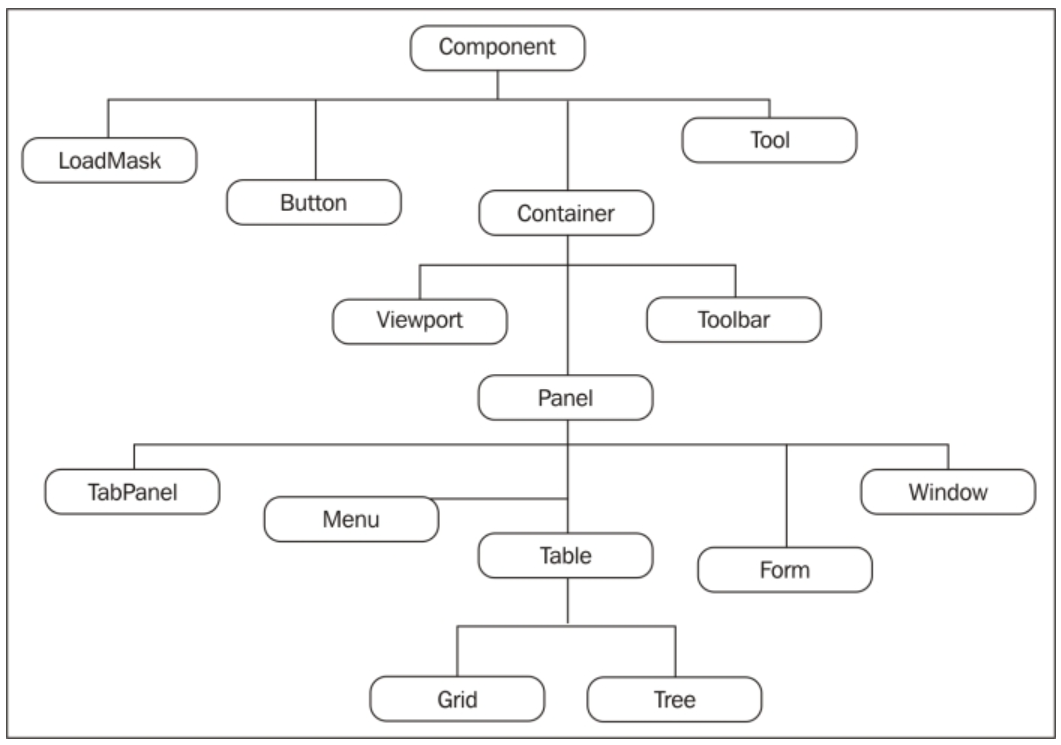 Component
LoadMask
Tool
Button
Container
Viewport
Toolbar
Panel
TabPanel
Window
Menu
Table
Form
Grid
Tree